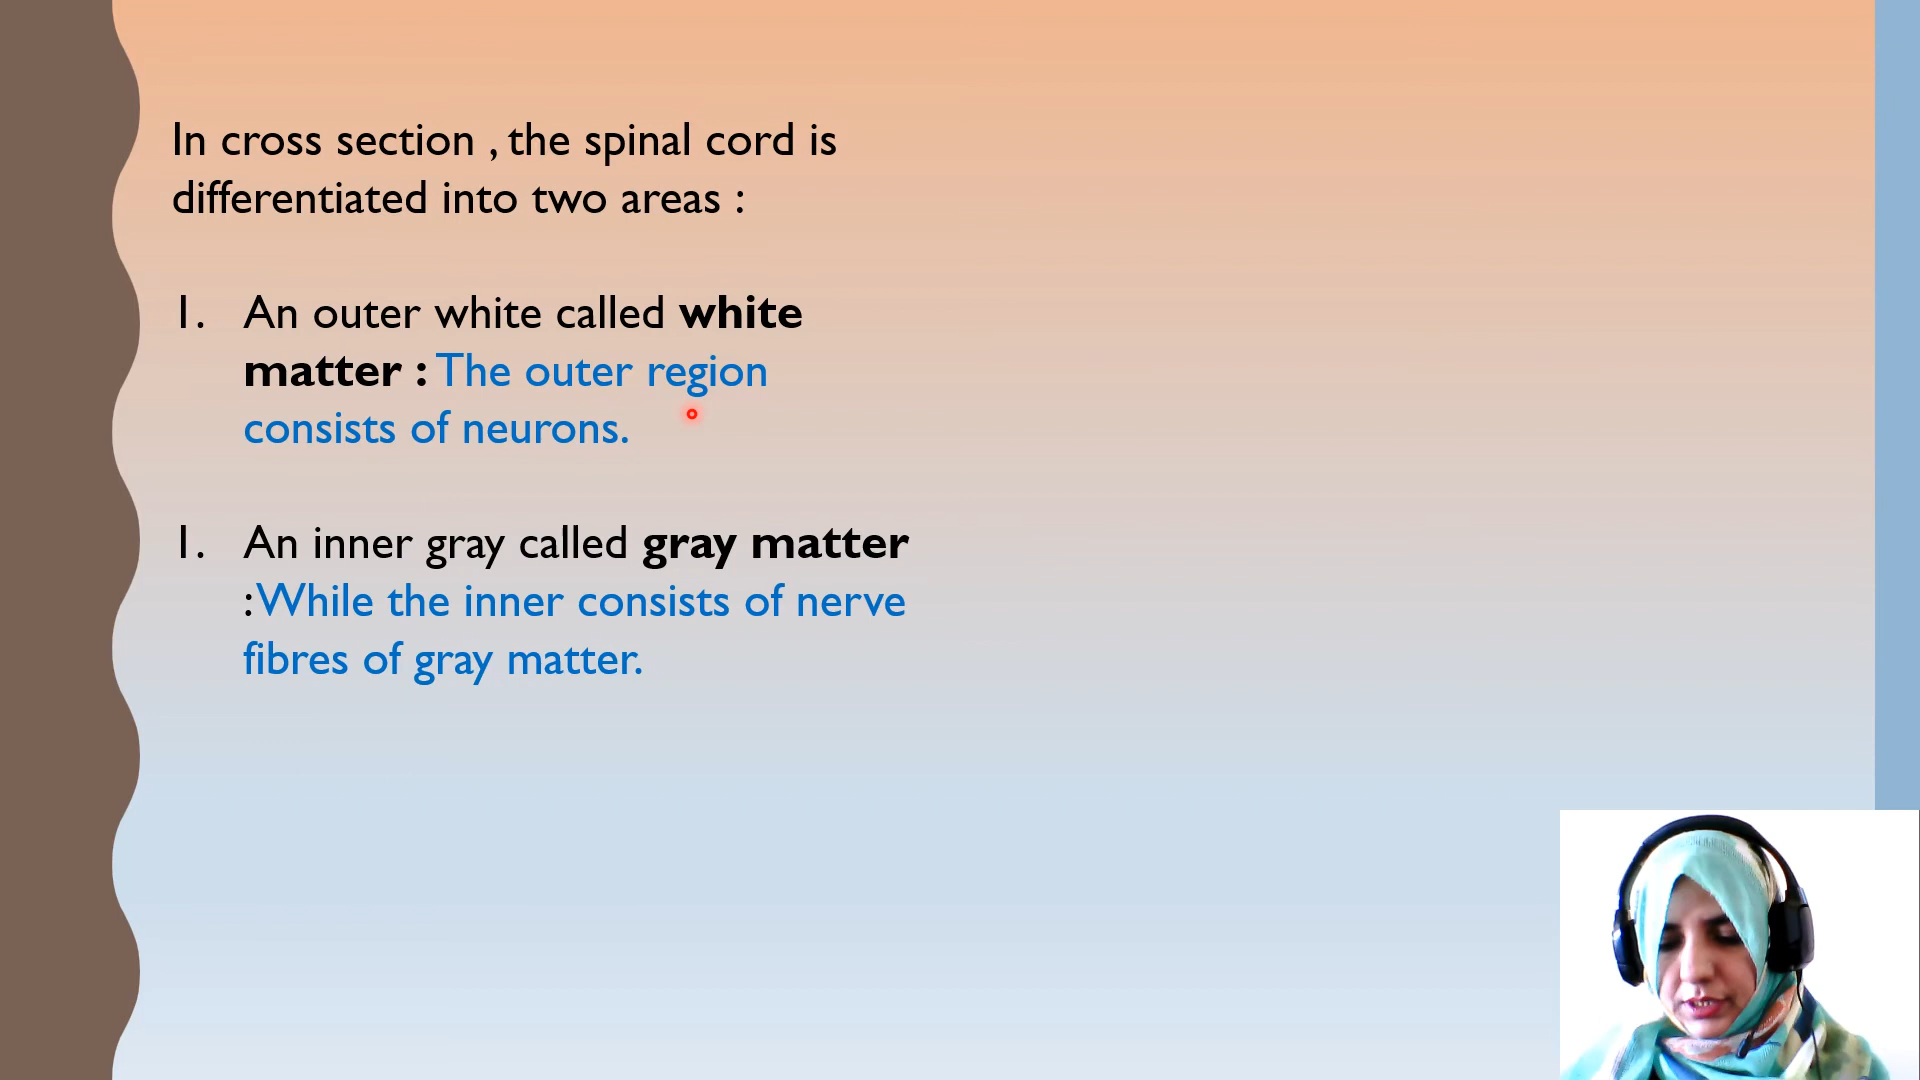 In cross section , the spinal cord is
differentiated into two areas :
1. An outer white called white
matter : The outer region
consists of neurons.
1. An inner gray called gray matter
: While the inner consists of nerve
fibres of gray matter.